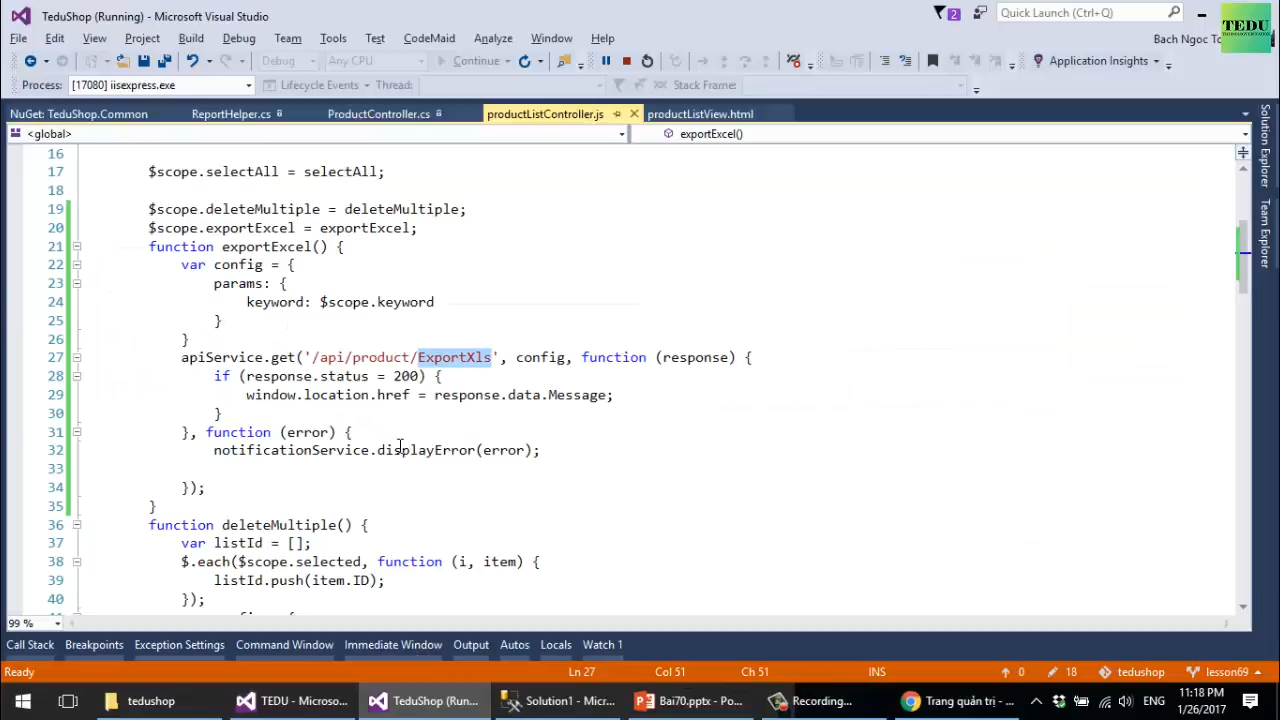 TeduShop (Running) - Microsoft Visual Studio
2
Quick Launch (Ctrl+Q)
TEDU
File Edit View Project Build Debug Team Tools Test CodeMaid Analyze Window Help
Bach Ngoc To
Debug Any CPU Continue Application Insights
Process: [17080] iisexpress.exe Lifecycle Events Thread: Stack Frame:
NuGet: TeduShop.Common ReportHelper.cs ProductController.cs productListController.js productListView.html
<global> exportExcel()
Solution Explorer
Team Explorer
16
17 $scope.selectAll = selectAll;
18
19 $scope.deleteMultiple = deleteMultiple;
20 $scope.exportExcel = exportExcel;
21 function exportExcel() {
22 var config = {
23 params: {
24 keyword: $scope.keyword
25 }
26 }
27 apiService.get('/api/product/ExportXls', config, function (response) {
28 if (response.status = 200) {
29 window.location.href = response.data.Message;
30 }
31 }, function (error) {
32 notificationService.displayError(error);
33
34 });
35 }
36 function deleteMultiple() {
37 var listId = [];
38 $.each($scope.selected, function (i, item) {
39 listId.push(item.ID);
40 });
99 %
Call Stack Breakpoints Exception Settings Command Window Immediate Window Output Autos Locals Watch 1
Ready Ln 27 Col 51 Ch 51 INS 0 18 tedushop lesson69
tedushop TEDU - Microso... TeduShop (Run... Solution1 - Micr... Bai70.pptx - Po... Recording... Trang quản trị - ... ENG 11:18 PM
1/26/2017